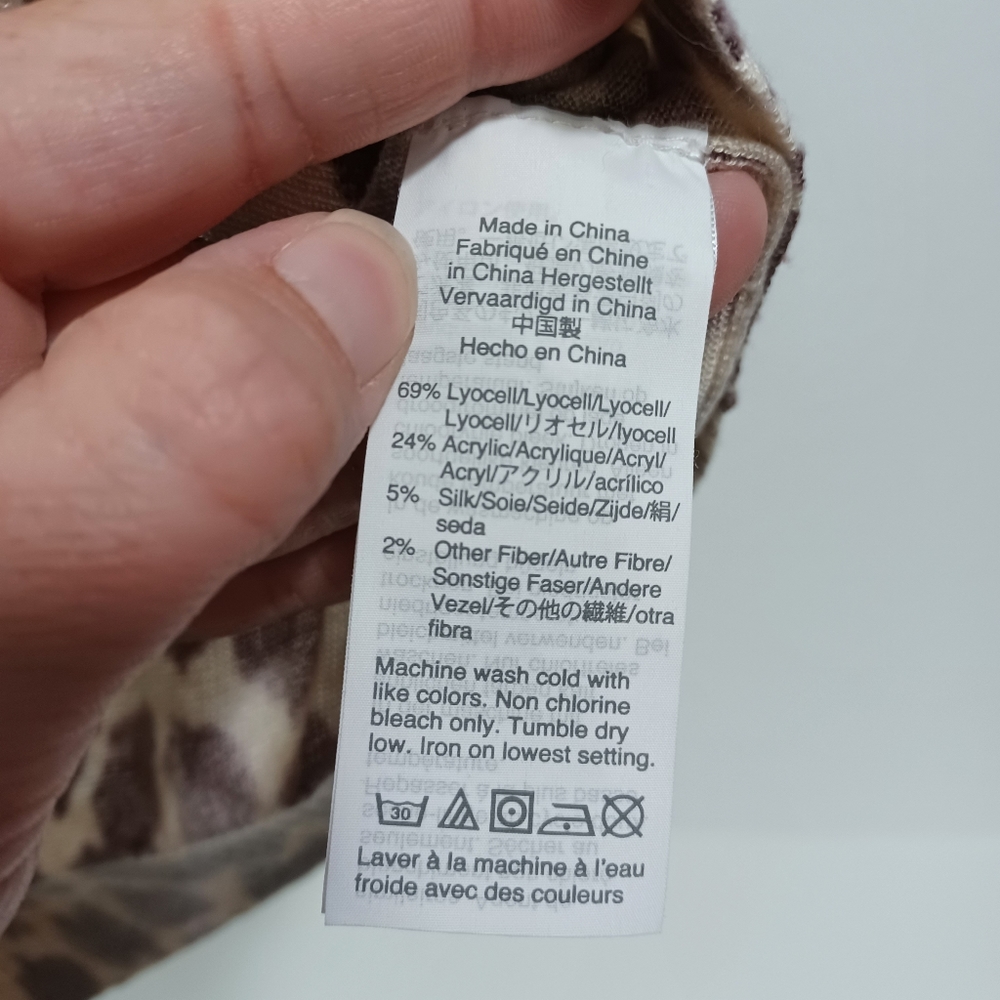 Made in China
Fabriqué en Chine
in China Hergestellt
Vervaardigd in China
中国製
Hecho en China
69% Lyocell/Lyocell/Lyocell/
Lyocell/リオセル/lyocell
24% Acrylic/Acrylique/Acryl/
Acryl/アクリル/acrílico
5% Silk/Soie/Seide/Zijde/絹/
seda
2% Other Fiber/Autre Fibre/
Sonstige Faser/Andere
Vezel/その他の繊維/otra
fibra
Machine wash cold with
like colors. Non chlorine
bleach only. Tumble dry
low. Iron on lowest setting.
30
Laver à la machine à l'eau
froide avec des couleurs